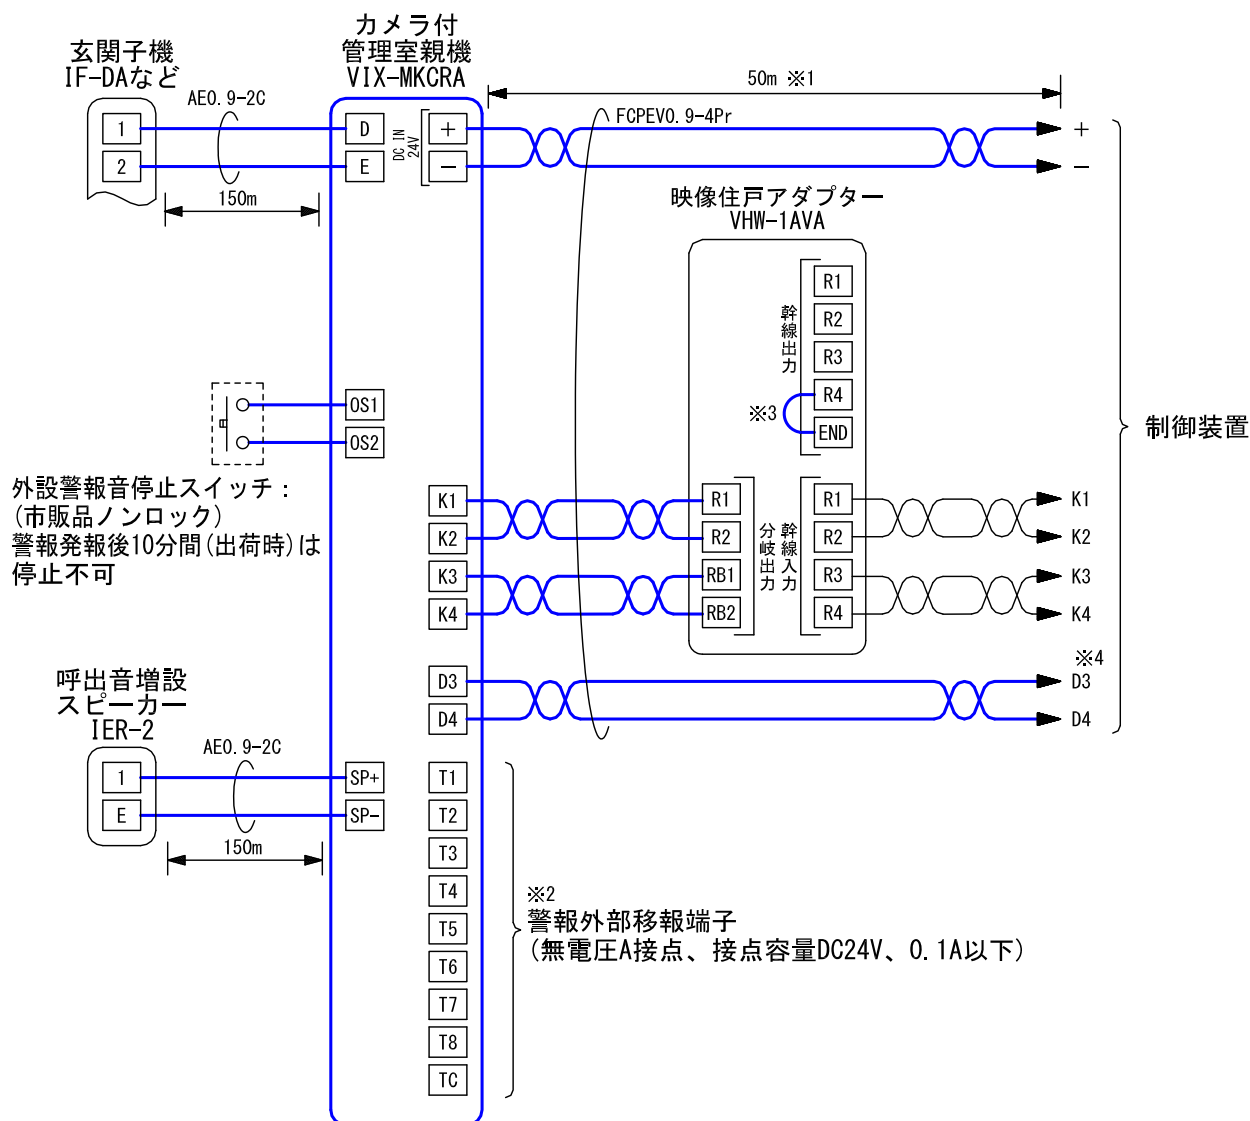 カメラ付
管理室親機
VIX-MKCRA
玄関子機
IF-DAなど
AE0.9-2C
1
2
150m
D
E
DC IN
24V
+
−
50m ※1
FCPEV0.9-4Pr
+
−
映像住戸アダプター
VHW-1AVA
幹線出力
R1
R2
R3
R4
END
※3
制御装置
OS1
OS2
外設警報音停止スイッチ：
(市販品ノンロック)
警報発報後10分間(出荷時)は
停止不可
K1
K2
K3
K4
R1
R2
RB1
RB2
分岐出力
幹線入力
R1
R2
R3
R4
K1
K2
K3
K4
※4
D3
D4
D3
D4
呼出音増設
スピーカー
IER-2
AE0.9-2C
1
E
150m
SP+
SP-
T1
T2
T3
T4
T5
T6
T7
T8
TC
※2
警報外部移報端子
(無電圧A接点、接点容量DC24V、0.1A以下)